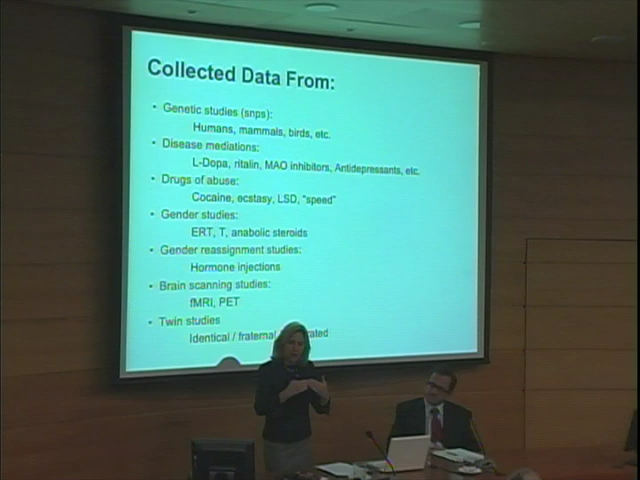 Collected Data From:
• Genetic studies (snps):
Humans, mammals, birds, etc.
• Disease mediations:
L-Dopa, ritalin, MAO inhibitors, Antidepressants, etc.
• Drugs of abuse:
Cocaine, ecstasy, LSD, "speed"
• Gender studies:
ERT, T, anabolic steroids
• Gender reassignment studies:
Hormone injections
• Brain scanning studies:
fMRI, PET
• Twin studies
Identical / fraternal